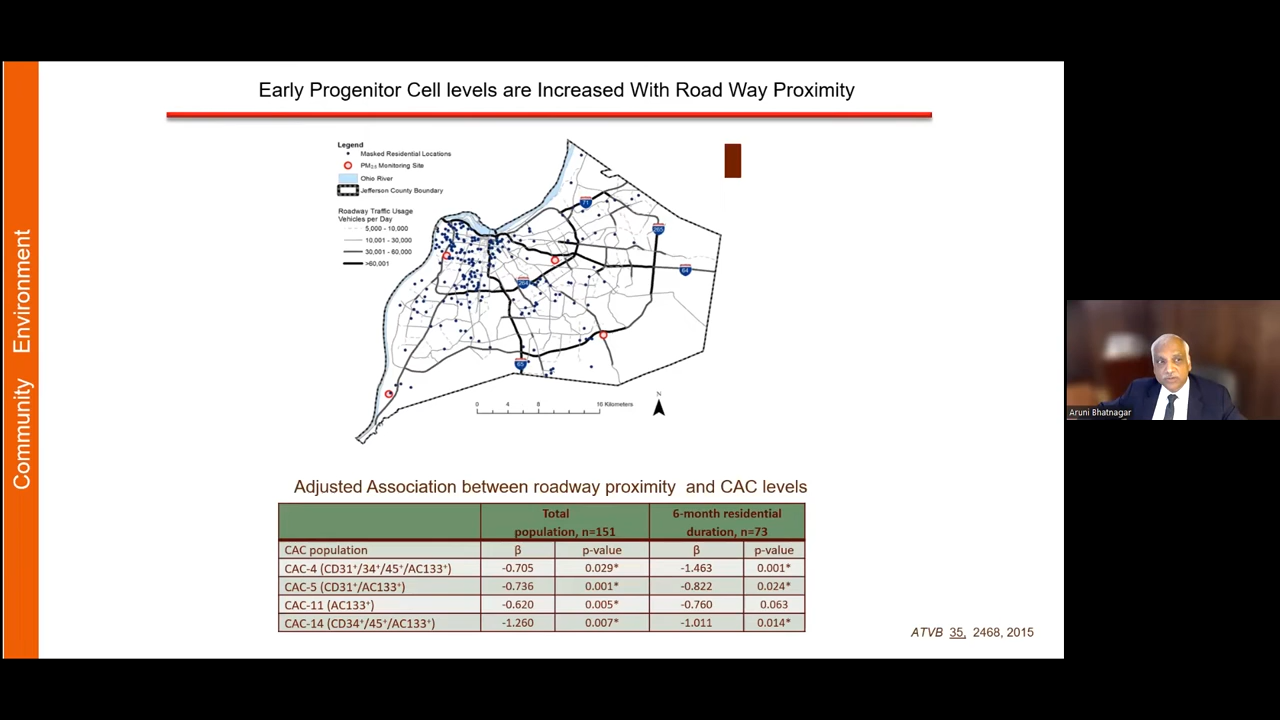 Early Progenitor Cell levels are Increased With Road Way Proximity
Community Environment
Legend
Masked Residential Locations
PM2.5 Monitoring Site
Ohio River
Jefferson County Boundary
Roadway Traffic Usage
Vehicles per Day
5,000 - 10,000
10,001 - 30,000
30,001 - 60,000
>60,001
71
265
64
264
65
0 4 8 16 Kilometers
N
Adjusted Association between roadway proximity and CAC levels
Total population, n=151
6-month residential duration, n=73
CAC population β p-value β p-value
CAC-4 (CD31⁺/34⁺/45⁺/AC133⁺) -0.705 0.029* -1.463 0.001*
CAC-5 (CD31⁺/AC133⁺) -0.736 0.001* -0.822 0.024*
CAC-11 (AC133⁺) -0.620 0.005* -0.760 0.063
CAC-14 (CD34⁺/45⁺/AC133⁺) -1.260 0.007* -1.011 0.014*
ATVB 35, 2468, 2015
Aruni Bhatnagar